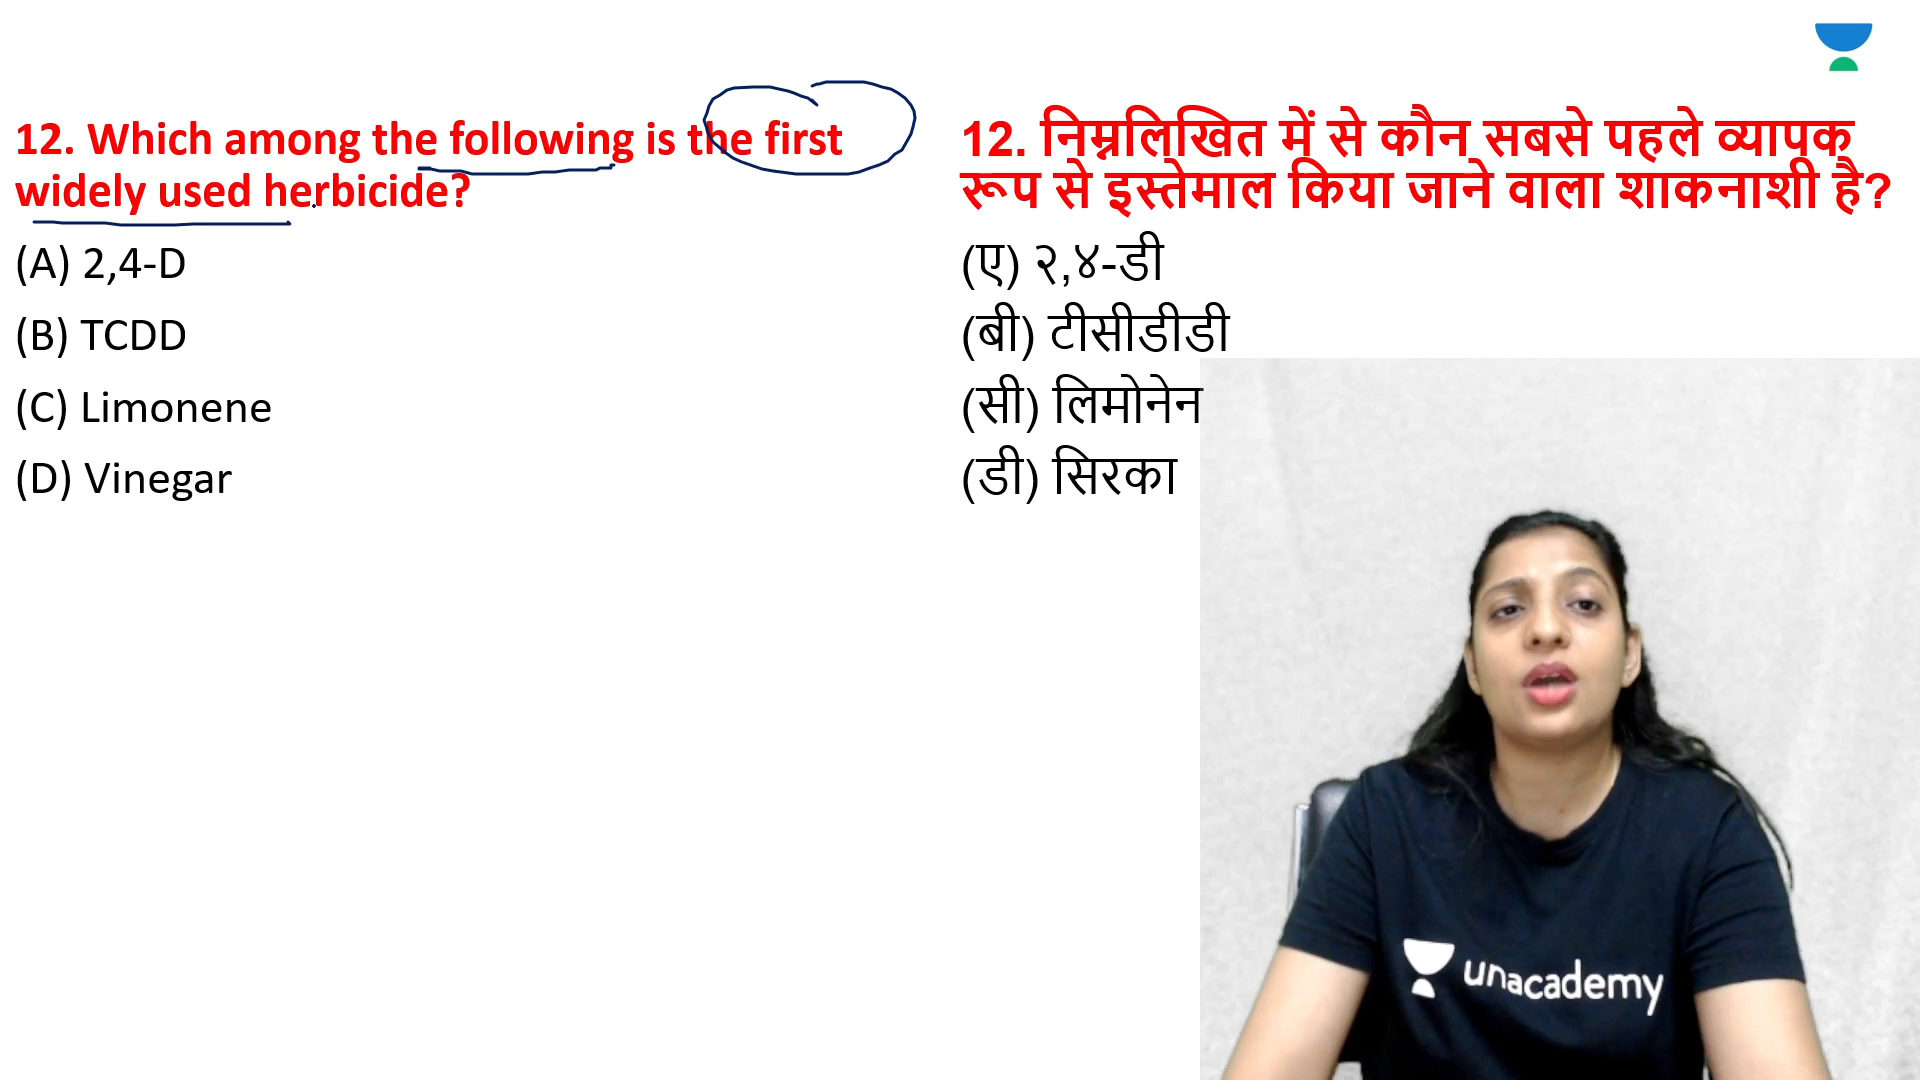 12. Which among the following is the first
widely used herbicide?
(A) 2,4-D
(B) TCDD
(C) Limonene
(D) Vinegar
12. निम्नलिखित में से कौन सबसे पहले व्यापक
रूप से इस्तेमाल किया जाने वाला शाकनाशी है?
(ए) २,४-डी
(बी) टीसीडीडी
(सी) लिमोनेन
(डी) सिरका
unacademy